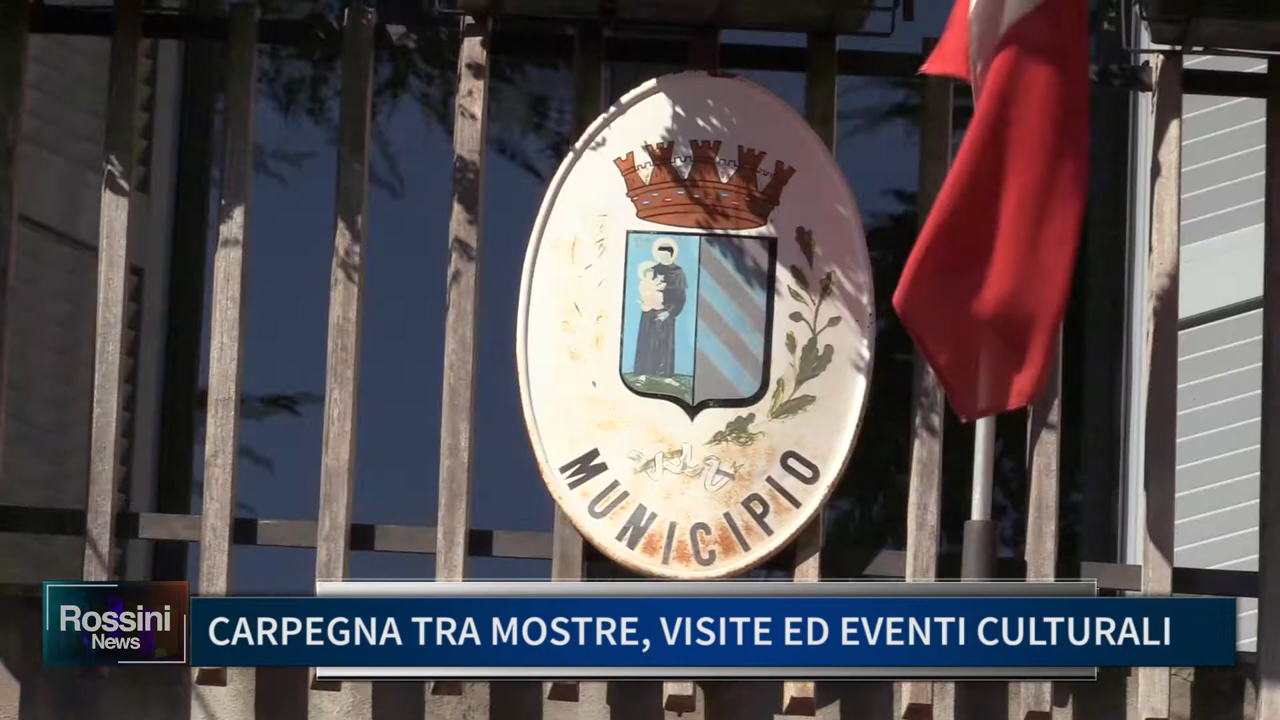 MUNICIPIO
Rossini
News
CARPEGNA TRA MOSTRE, VISITE ED EVENTI CULTURALI